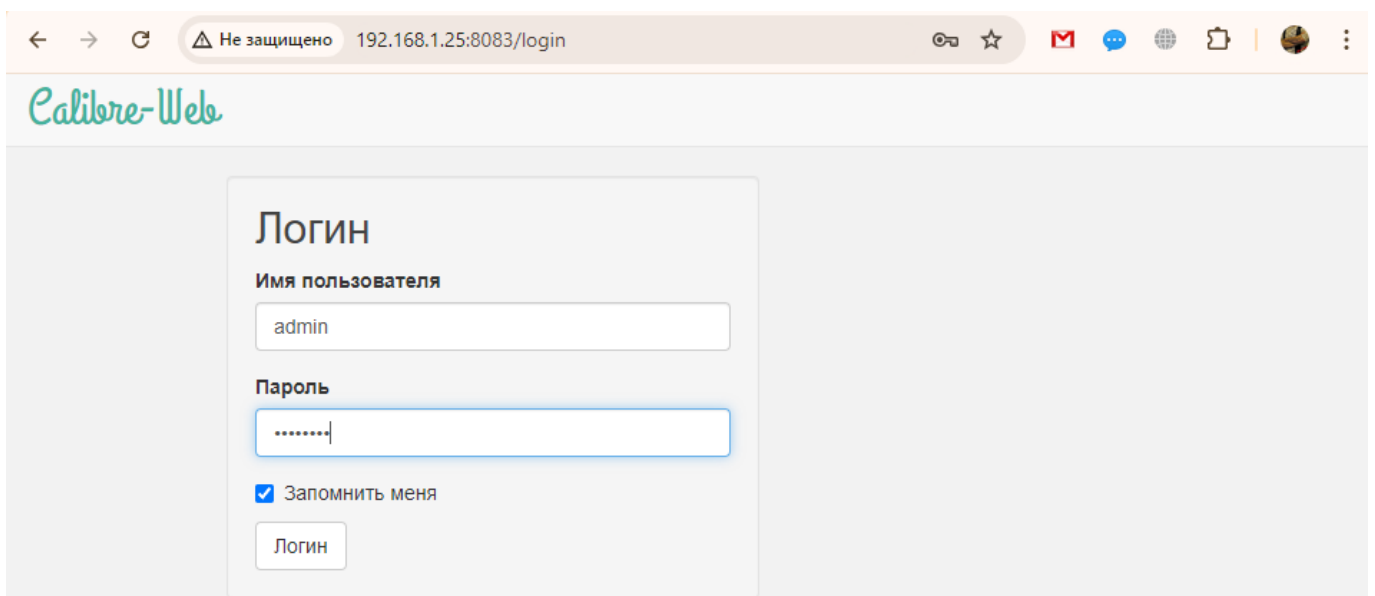 Не защищено 192.168.1.25:8083/login
Calibre-Web
Логин
Имя пользователя
admin
Пароль
••••••••
Запомнить меня
Логин